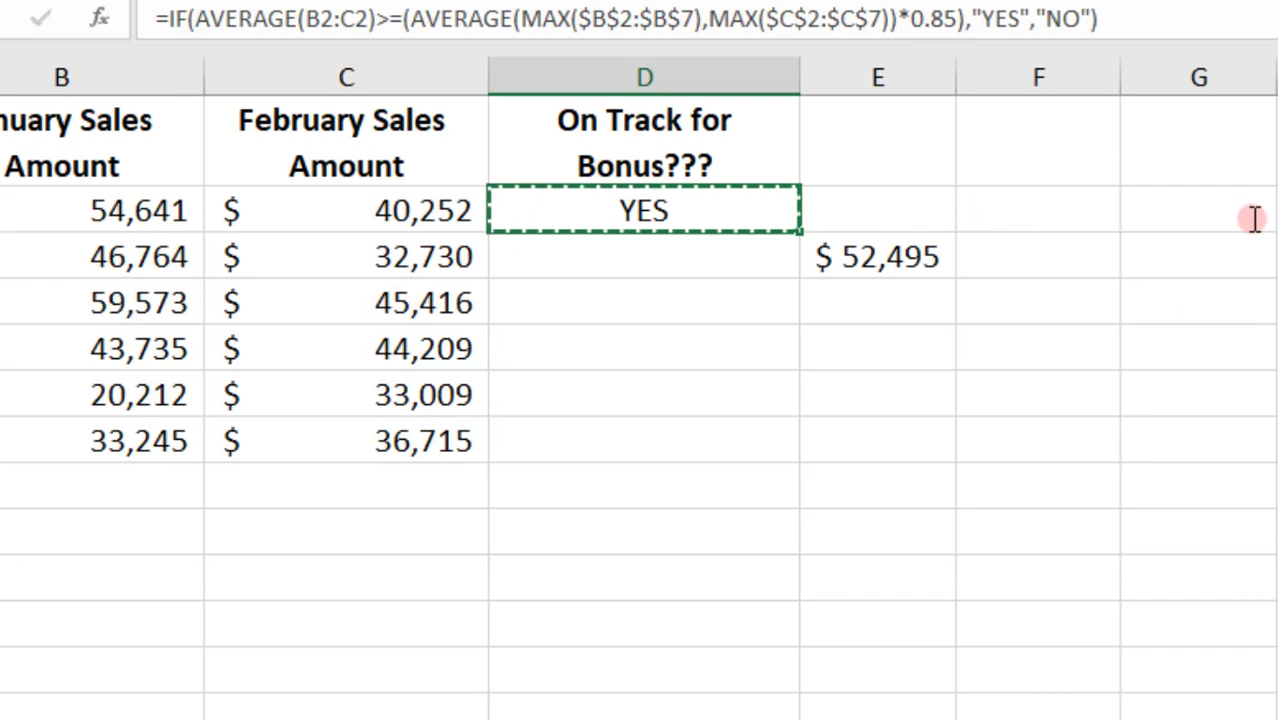 fx =IF(AVERAGE(B2:C2)>=(AVERAGE(MAX($B$2:$B$7),MAX($C$2:$C$7))*0.85),"YES","NO")
B C D E F G
nuary Sales February Sales On Track for
Amount Amount Bonus???
54,641 $ 40,252 YES
46,764 $ 32,730 $ 52,495
59,573 $ 45,416
43,735 $ 44,209
20,212 $ 33,009
33,245 $ 36,715